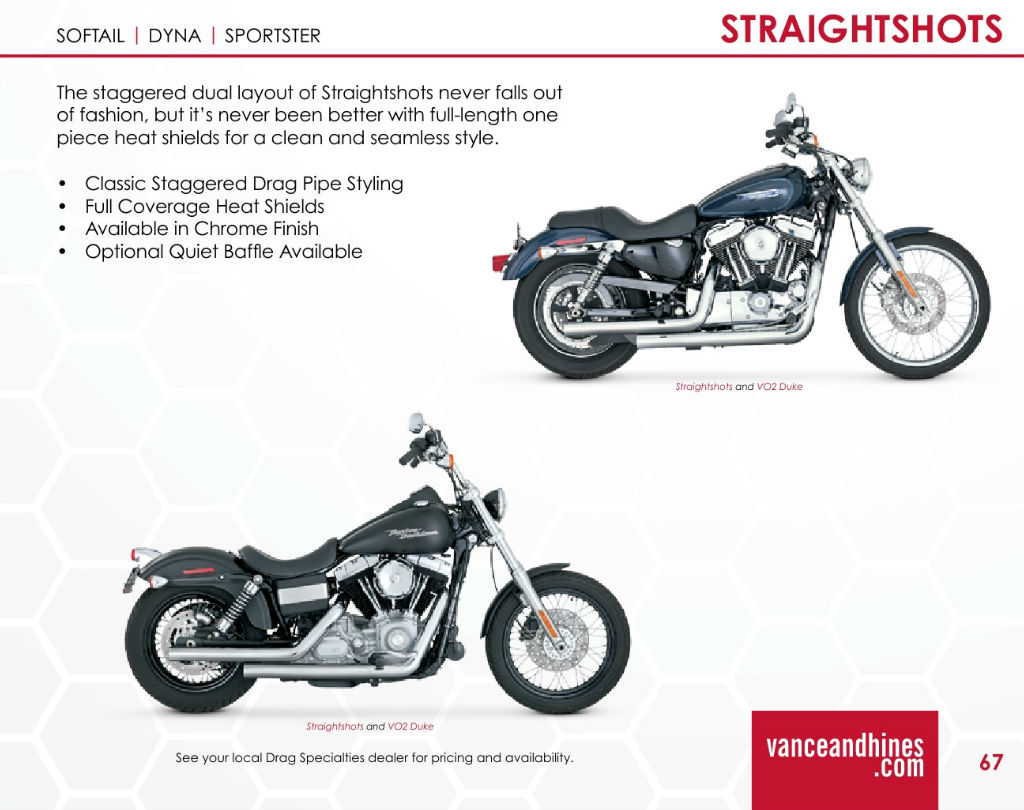 SOFTAIL | DYNA | SPORTSTER
STRAIGHTSHOTS
The staggered dual layout of Straightshots never falls out
of fashion, but it’s never been better with full-length one
piece heat shields for a clean and seamless style.
• Classic Staggered Drag Pipe Styling
• Full Coverage Heat Shields
• Available in Chrome Finish
• Optional Quiet Baffle Available
Straightshots and VO2 Duke
Harley-Davidson
Straightshots and VO2 Duke
See your local Drag Specialties dealer for pricing and availability.
vanceandhines
.com
67